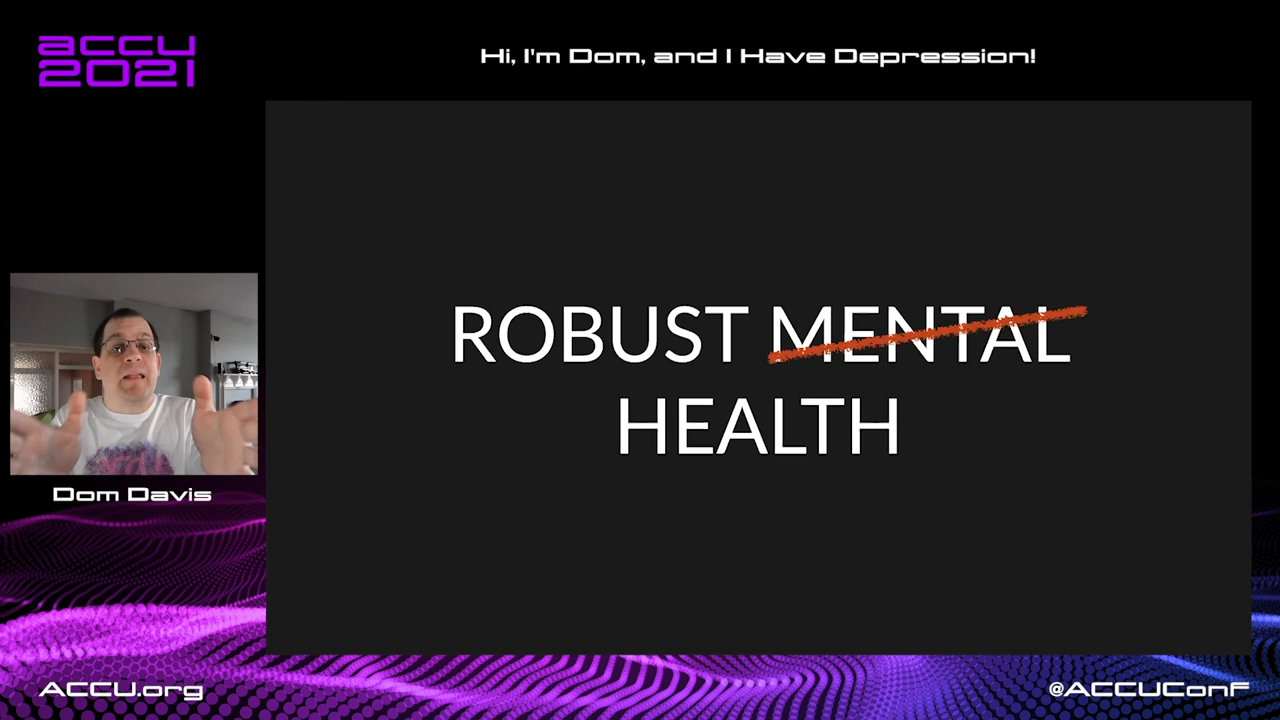 accu
2021
Hi, I'm Dom, and I Have Depression!
ROBUST MENTAL
HEALTH
Dom Davis
ACCU.org
@ACCUConF